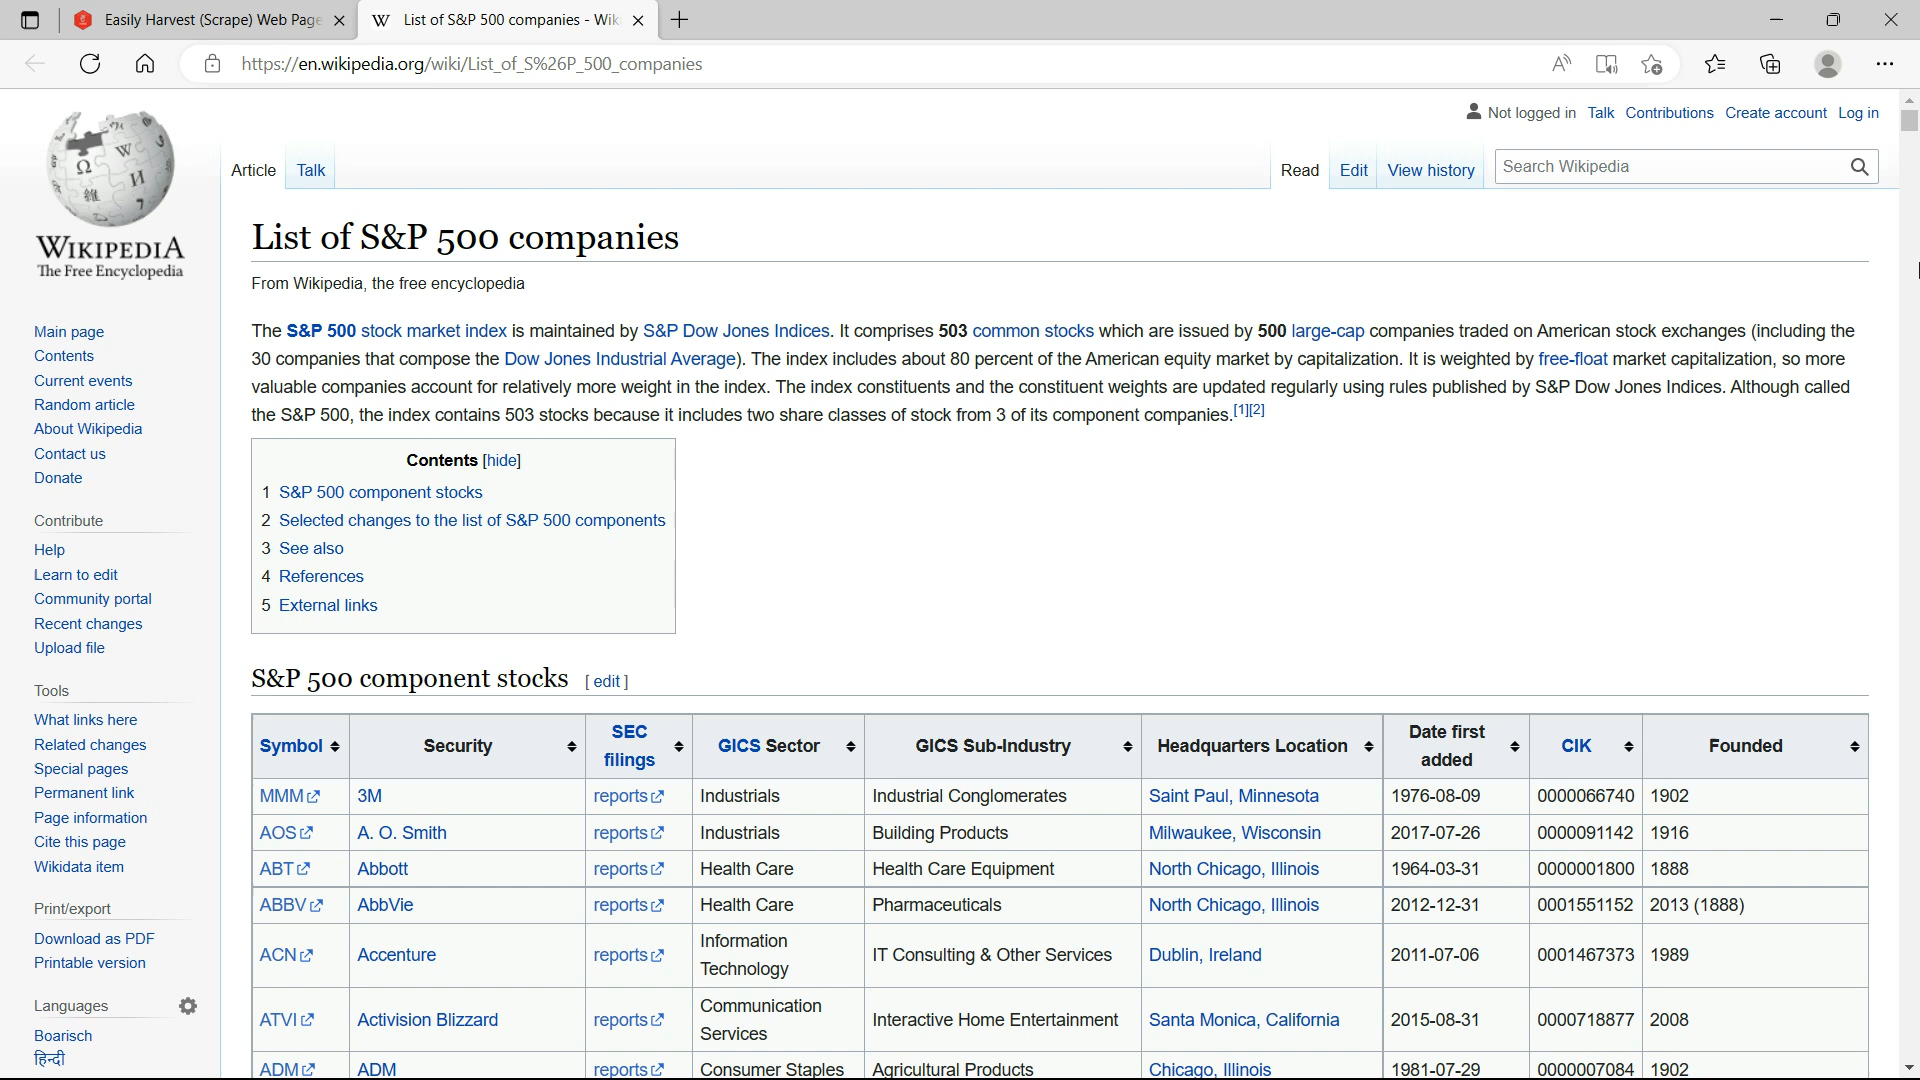 Easily Harvest (Scrape) Web Page
List of S&P 500 companies - Wik
https://en.wikipedia.org/wiki/List_of_S%26P_500_companies
Not logged in Talk Contributions Create account Log in
Article Talk Read Edit View history Search Wikipedia
WIKIPEDIA
The Free Encyclopedia
Main page
Contents
Current events
Random article
About Wikipedia
Contact us
Donate
Contribute
Help
Learn to edit
Community portal
Recent changes
Upload file
Tools
What links here
Related changes
Special pages
Permanent link
Page information
Cite this page
Wikidata item
Print/export
Download as PDF
Printable version
Languages
Boarisch
हिन्दी
List of S&P 500 companies
From Wikipedia, the free encyclopedia
The S&P 500 stock market index is maintained by S&P Dow Jones Indices. It comprises 503 common stocks which are issued by 500 large-cap companies traded on American stock exchanges (including the
30 companies that compose the Dow Jones Industrial Average). The index includes about 80 percent of the American equity market by capitalization. It is weighted by free-float market capitalization, so more
valuable companies account for relatively more weight in the index. The index constituents and the constituent weights are updated regularly using rules published by S&P Dow Jones Indices. Although called
the S&P 500, the index contains 503 stocks because it includes two share classes of stock from 3 of its component companies.[1][2]
Contents [hide]
1 S&P 500 component stocks
2 Selected changes to the list of S&P 500 components
3 See also
4 References
5 External links
S&P 500 component stocks [ edit ]
Symbol Security SEC filings GICS Sector GICS Sub-Industry Headquarters Location Date first added CIK Founded
MMM 3M reports Industrials Industrial Conglomerates Saint Paul, Minnesota 1976-08-09 0000066740 1902
AOS A. O. Smith reports Industrials Building Products Milwaukee, Wisconsin 2017-07-26 0000091142 1916
ABT Abbott reports Health Care Health Care Equipment North Chicago, Illinois 1964-03-31 0000001800 1888
ABBV AbbVie reports Health Care Pharmaceuticals North Chicago, Illinois 2012-12-31 0001551152 2013 (1888)
ACN Accenture reports Information Technology IT Consulting & Other Services Dublin, Ireland 2011-07-06 0001467373 1989
ATVI Activision Blizzard reports Communication Services Interactive Home Entertainment Santa Monica, California 2015-08-31 0000718877 2008
ADM ADM reports Consumer Staples Agricultural Products Chicago, Illinois 1981-07-29 0000007084 1902